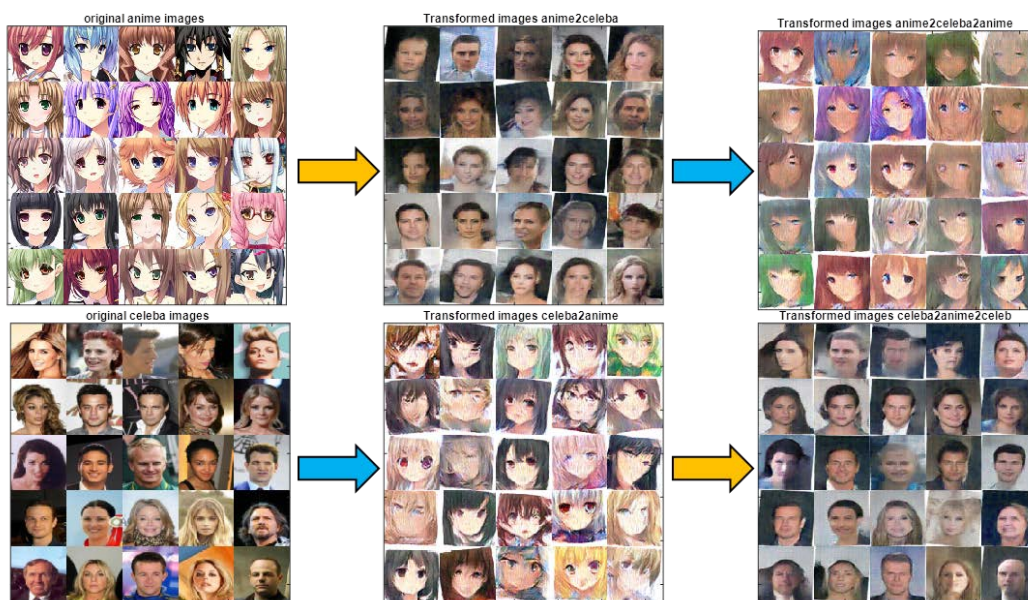 original anime images
Transformed images anime2celeba
Transformed images anime2celeba2anime
original celeba images
Transformed images celeba2anime
Transformed images celeba2anime2celeb